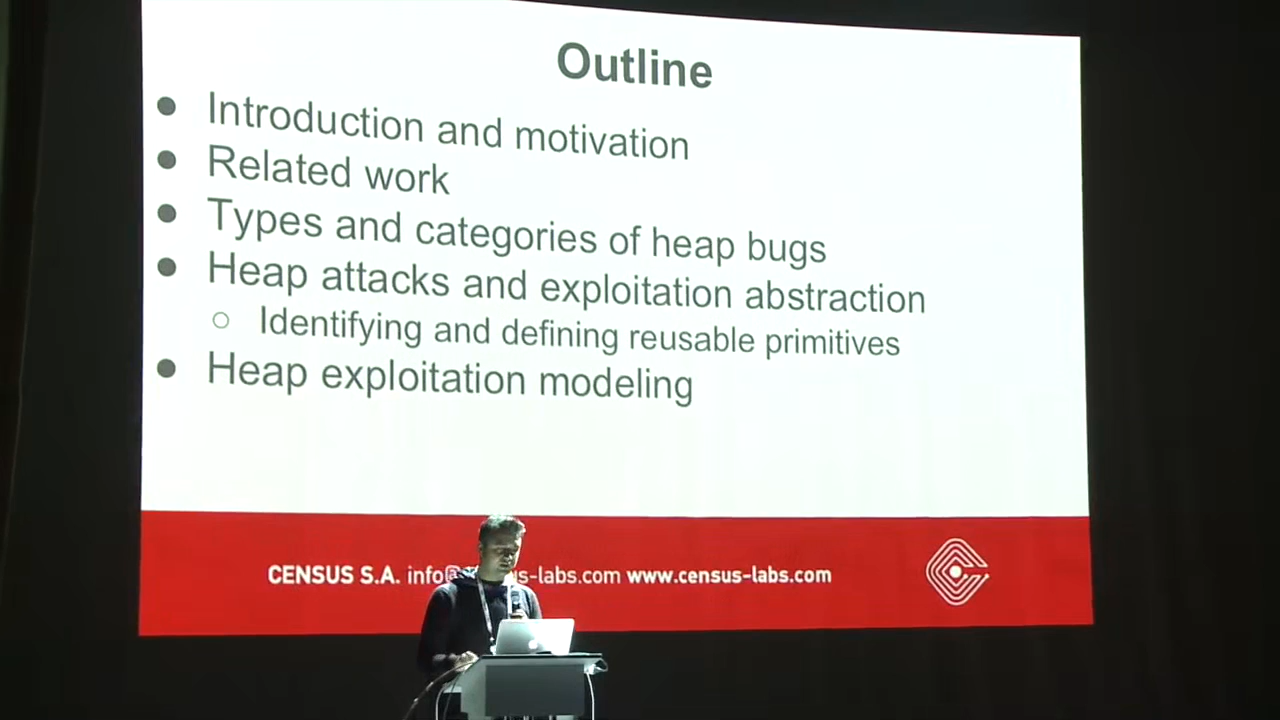 Outline
● Introduction and motivation
● Related work
● Types and categories of heap bugs
● Heap attacks and exploitation abstraction
○ Identifying and defining reusable primitives
● Heap exploitation modeling
CENSUS S.A. info@ s-labs.com www.census-labs.com